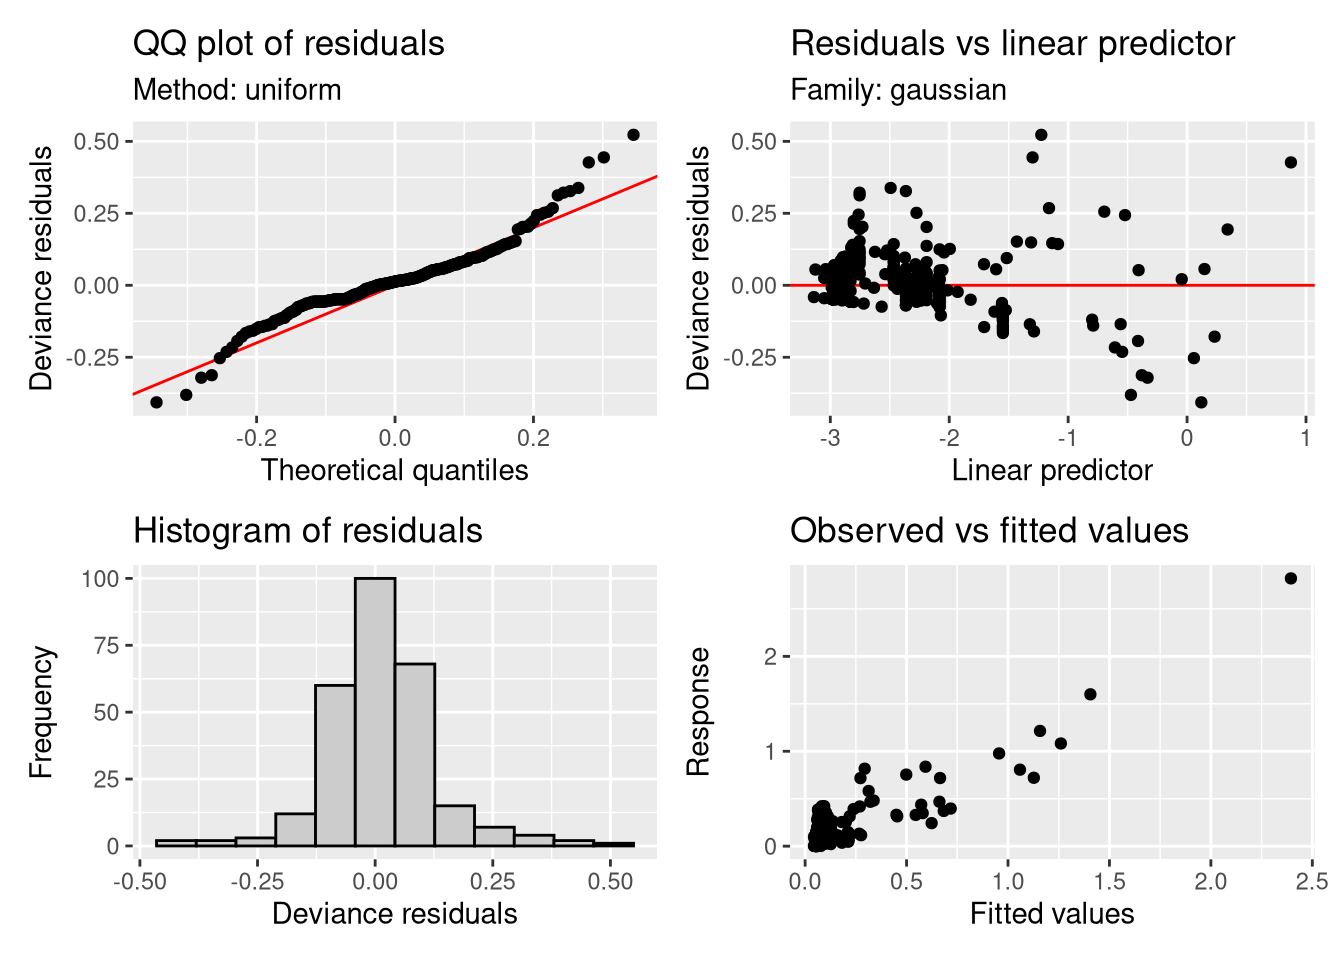 QQ plot of residuals
Method: uniform
Deviance residuals
0.50
0.25
0.00
-0.25
-0.2
0.0
0.2
Theoretical quantiles
Residuals vs linear predictor
Family: gaussian
Deviance residuals
0.50
0.25
0.00
-0.25
-3
-2
-1
0
1
Linear predictor
Histogram of residuals
Frequency
100
75
50
25
0
-0.50
-0.25
0.00
0.25
0.50
Deviance residuals
Observed vs fitted values
Response
2
1
0
0.0
0.5
1.0
1.5
2.0
2.5
Fitted values